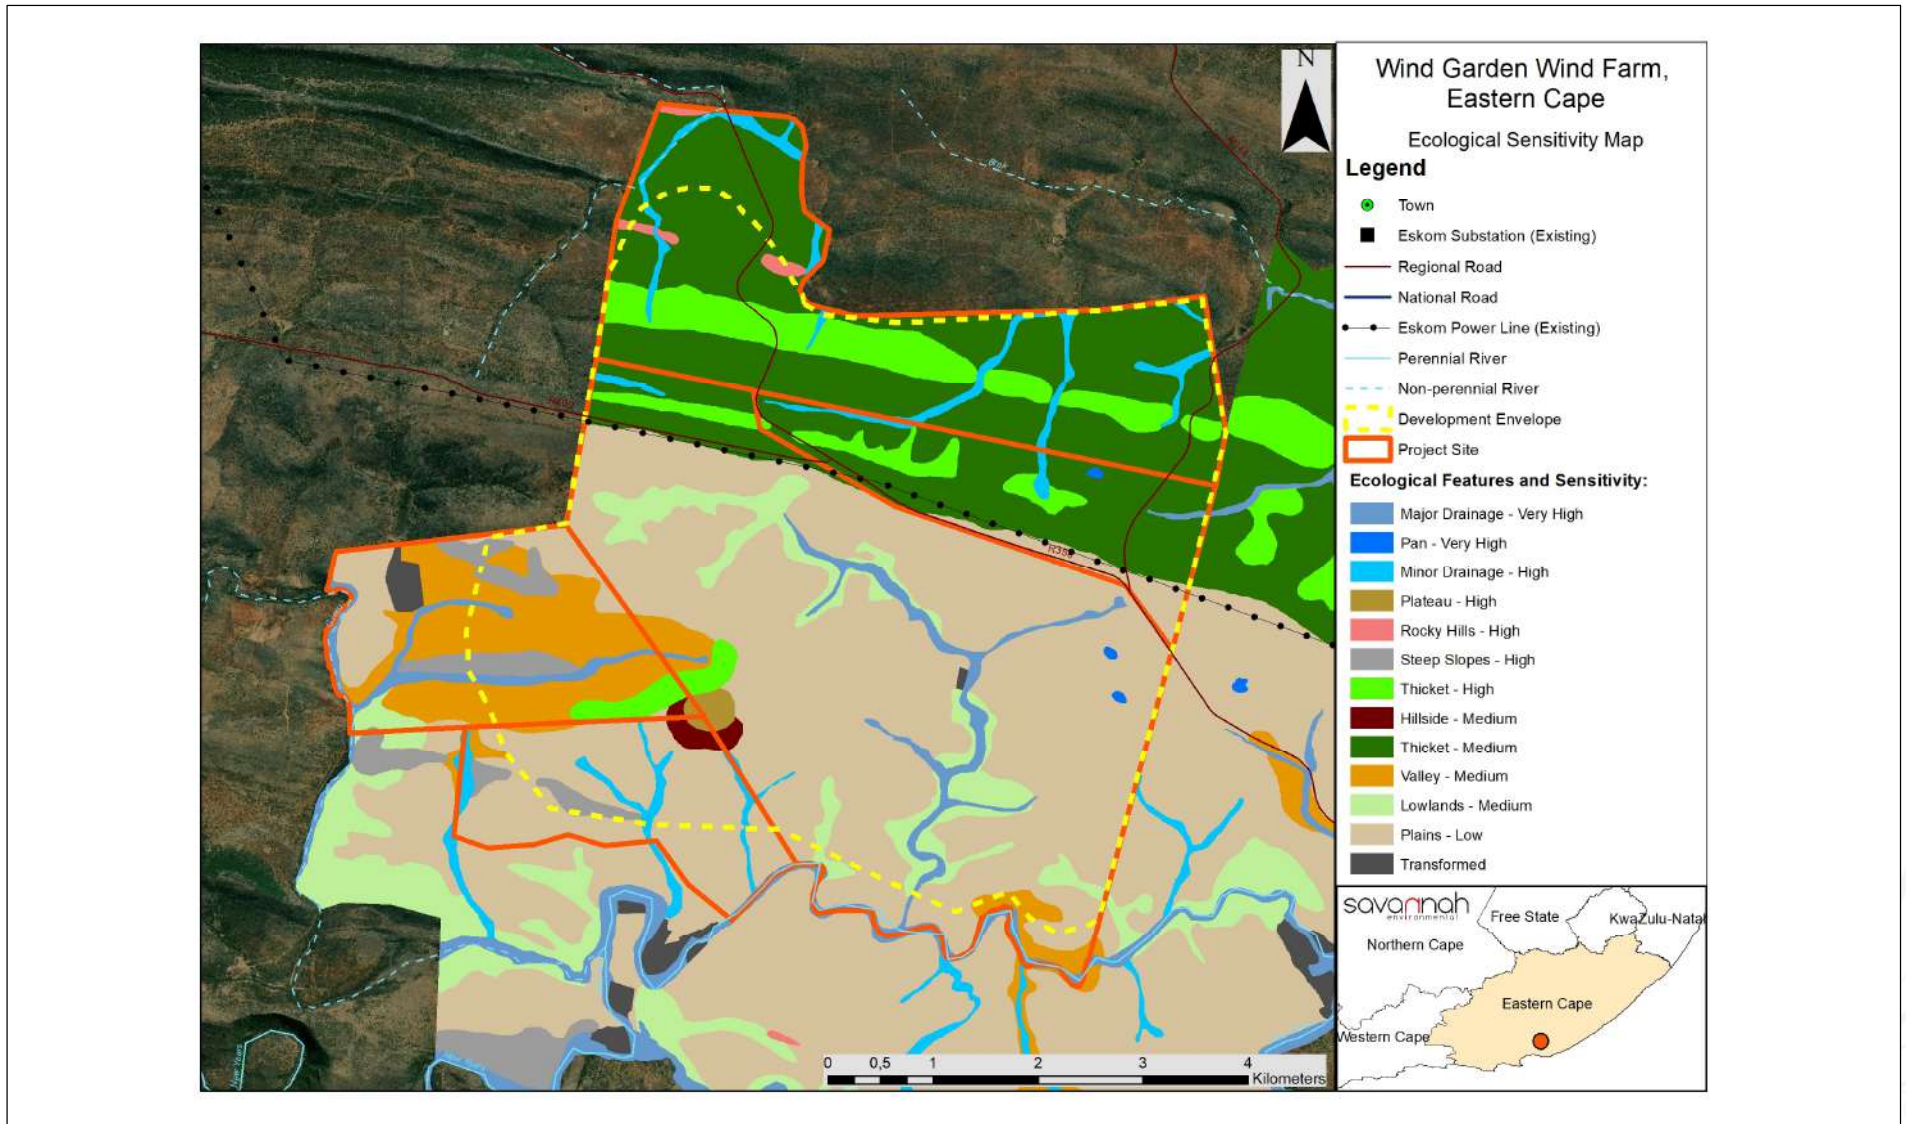 N
Wind Garden Wind Farm,
Eastern Cape
Ecological Sensitivity Map
Legend
Town
Eskom Substation (Existing)
Regional Road
National Road
Eskom Power Line (Existing)
Perennial River
Non-perennial River
Development Envelope
Project Site
Ecological Features and Sensitivity:
Major Drainage - Very High
Pan - Very High
Minor Drainage - High
Plateau - High
Rocky Hills - High
Steep Slopes - High
Thicket - High
Hillside - Medium
Thicket - Medium
Valley - Medium
Lowlands - Medium
Plains - Low
Transformed
savannah
environmental
Free State
KwaZulu-Natal
Northern Cape
Eastern Cape
Western Cape
New Years
0 0,5 1 2 3 4
Kilometers